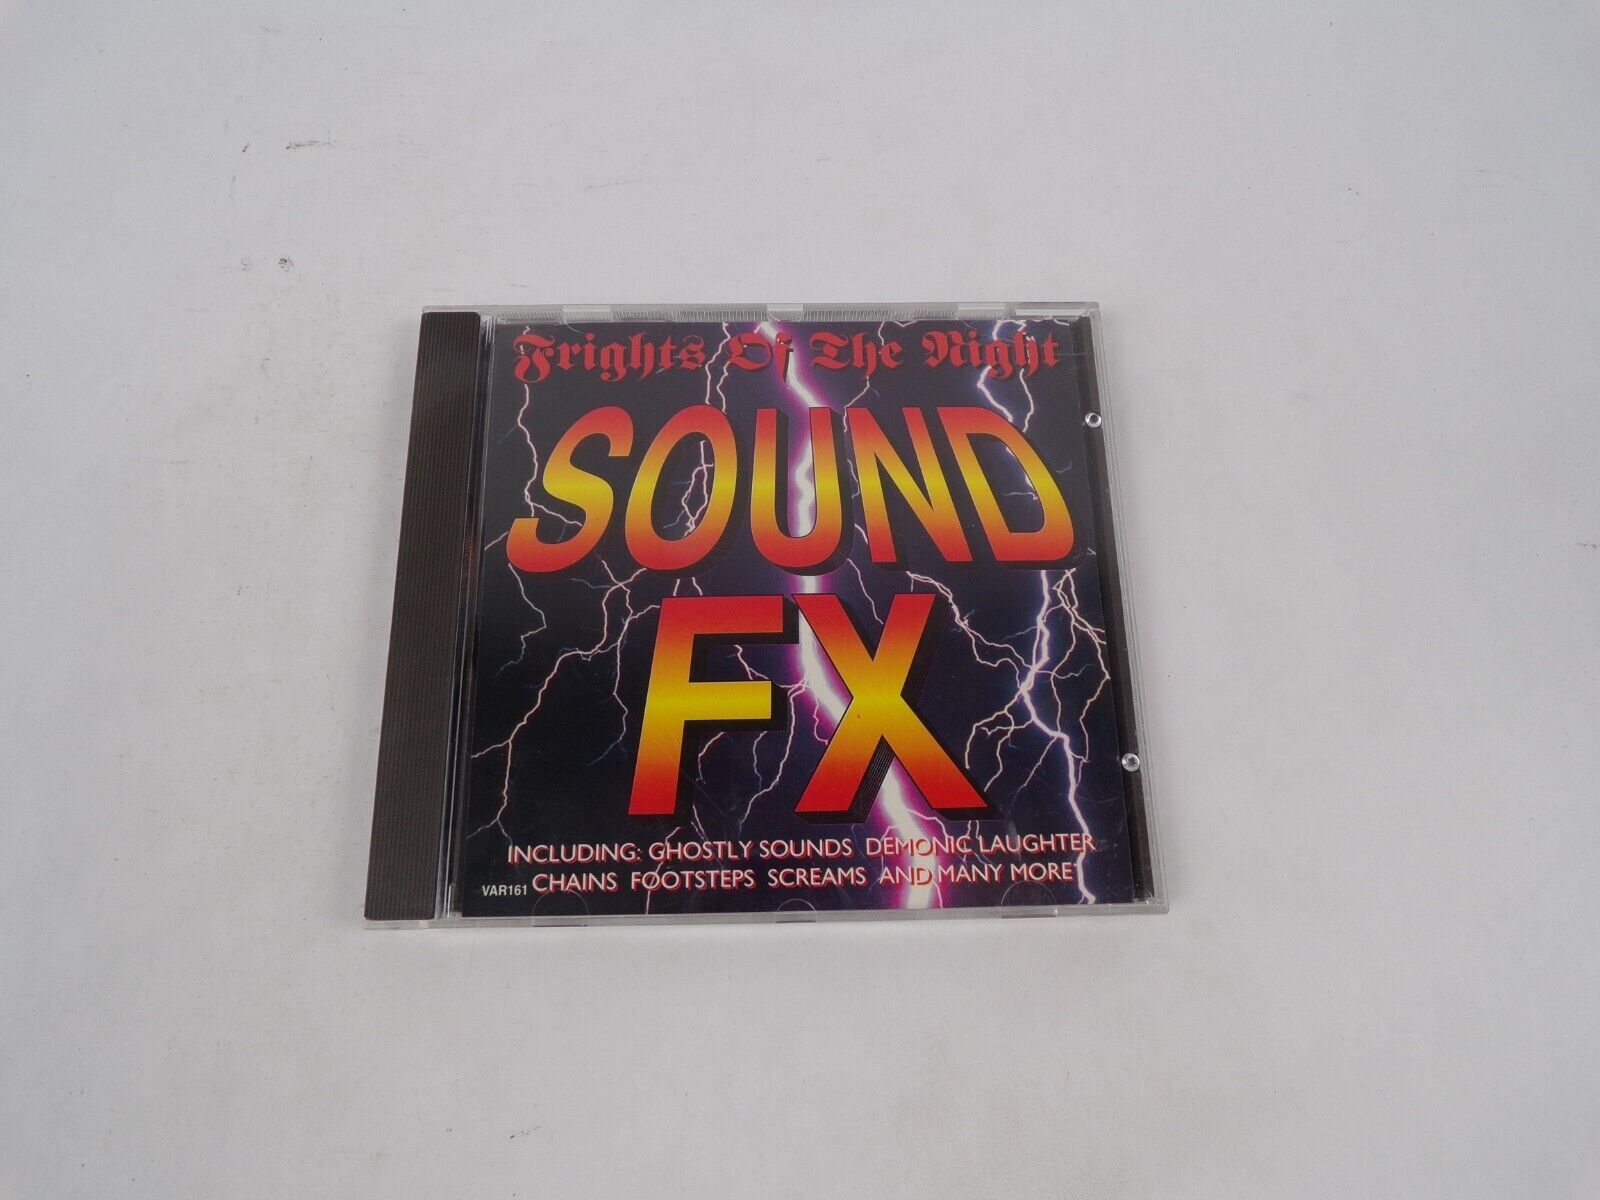 Frights Of The Night
SOUND
FX
INCLUDING: GHOSTLY SOUNDS DEMONIC LAUGHTER
VAR161 CHAINS FOOTSTEPS SCREAMS AND MANY MORE